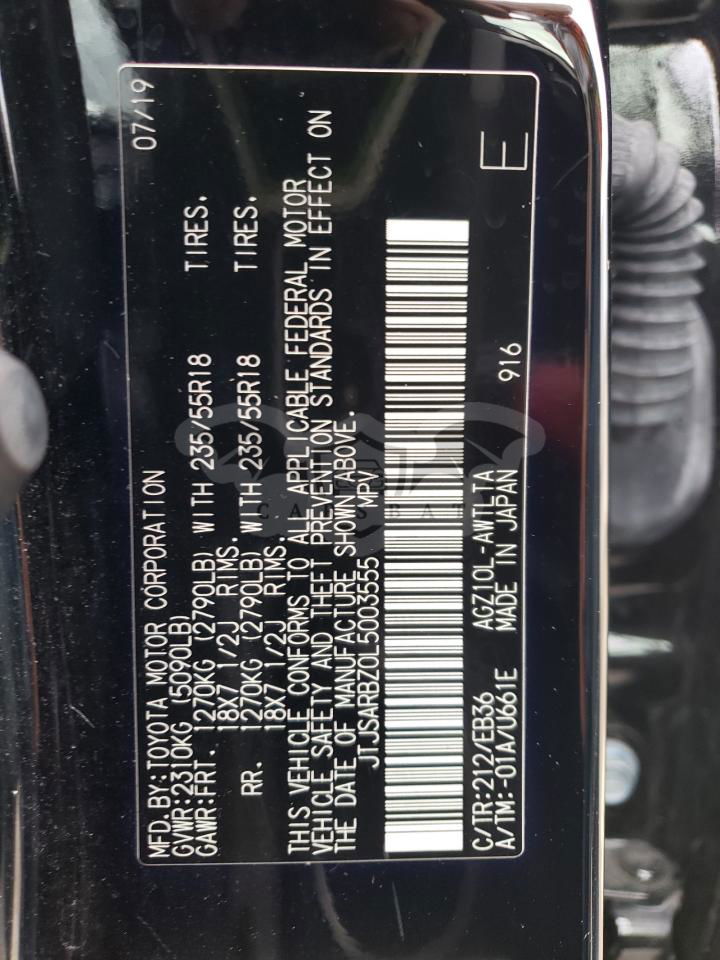 MFD.BY:TOYOTA MOTOR CORPORATION 07/19
GVWR:2310KG (5090LB)
GAWR:FRT. 1270KG (2790LB) WITH 235/55R18 TIRES.
18X7 1/2J RIMS.
RR. 1270KG (2790LB) WITH 235/55R18 TIRES.
18X7 1/2J RIMS.
THIS VEHICLE CONFORMS TO ALL APPLICABLE FEDERAL MOTOR
VEHICLE SAFETY AND THEFT PREVENTION STANDARDS IN EFFECT ON
THE DATE OF MANUFACTURE SHOWN ABOVE.
JTJSARBZ0L5003555 MPV
C/TR:212/EB36 AGZ10L-AWTLTA
A/TM:-01A/U661E MADE IN JAPAN 916 E